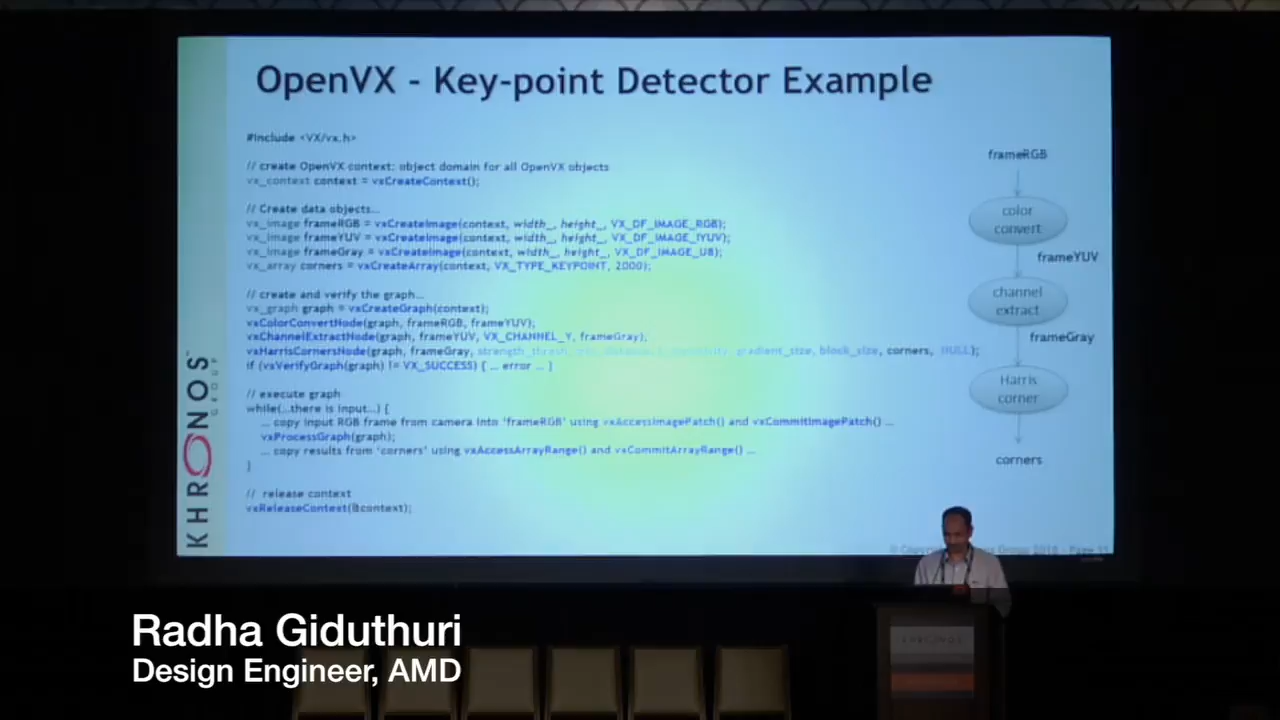 OpenVX - Key-point Detector Example
#include <VX/vx.h>
// create OpenVX context: object domain for all OpenVX objects
vx_context context = vxCreateContext();
// Create data objects...
vx_image frameRGB = vxCreateImage(context, width_, height_, VX_DF_IMAGE_RGB);
vx_image frameYUV = vxCreateImage(context, width_, height_, VX_DF_IMAGE_IYUV);
vx_image frameGray = vxCreateImage(context, width_, height_, VX_DF_IMAGE_U8);
vx_array corners = vxCreateArray(context, VX_TYPE_KEYPOINT, 2000);
// create and verify the graph...
vx_graph graph = vxCreateGraph(context);
vxColorConvertNode(graph, frameRGB, frameYUV);
vxChannelExtractNode(graph, frameYUV, VX_CHANNEL_Y, frameGray);
vxHarrisCornersNode(graph, frameGray, strength_thresh, gradient_size, block_size, corners, NULL);
if (vxVerifyGraph(graph) != VX_SUCCESS) { ... error ... }
// execute graph
while(...there is input...) {
... copy input RGB frame from camera into 'frameRGB' using vxAccessImagePatch() and vxCommitImagePatch() ...
vxProcessGraph(graph);
... copy results from 'corners' using vxAccessArrayRange() and vxCommitArrayRange() ...
}
// release context
vxReleaseContext(&context);
frameRGB
color
convert
frameYUV
channel
extract
frameGray
Harris
corner
corners
KHRONOS
GROUP
Radha Giduthuri
Design Engineer, AMD